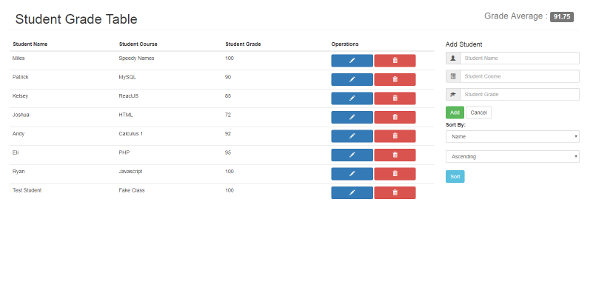 Student Grade Table
Grade Average : 91.75
Student Name Student Course Student Grade Operations
Miles Speedy Names 100
Patrick MySQL 90
Kelsey ReactJS 85
Joshua HTML 72
Andy Calculus 1 92
Eli PHP 95
Ryan Javascript 100
Test Student Fake Class 100
Add Student
Student Name
Student Course
Student Grade
Add Cancel
Sort By:
Name
Ascending
Sort